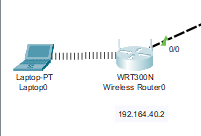 0/0
Laptop-PT
Laptop0
WRT300N
Wireless Router0
192.164.40.2